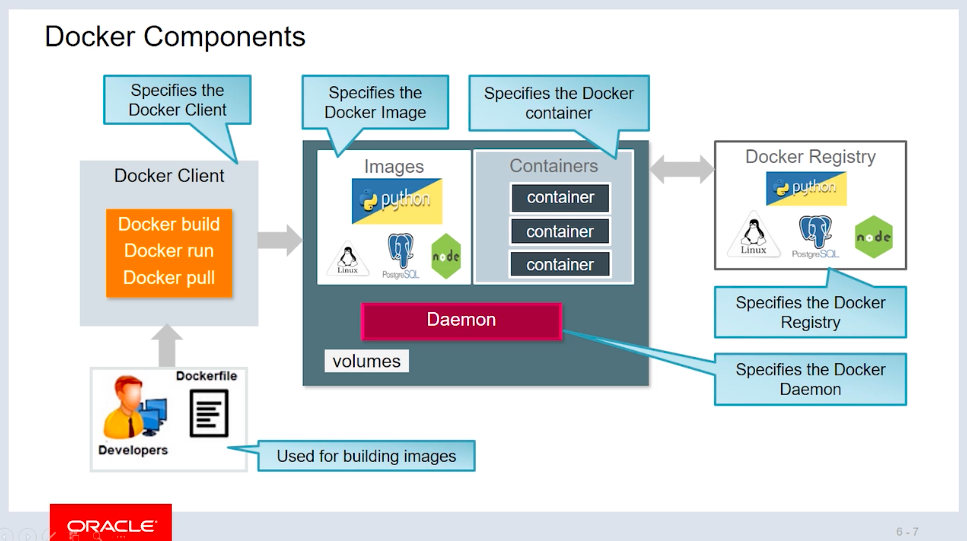 Docker Components
Specifies the
Docker Client
Specifies the
Docker Image
Specifies the Docker
container
Docker Client
Docker build
Docker run
Docker pull
Images
python
Linux
PostgreSQL
node
Containers
container
container
container
Daemon
volumes
Docker Registry
python
Linux
PostgreSQL
node
Specifies the Docker
Registry
Specifies the Docker
Daemon
Dockerfile
Developers
Used for building images
ORACLE
6 - 7